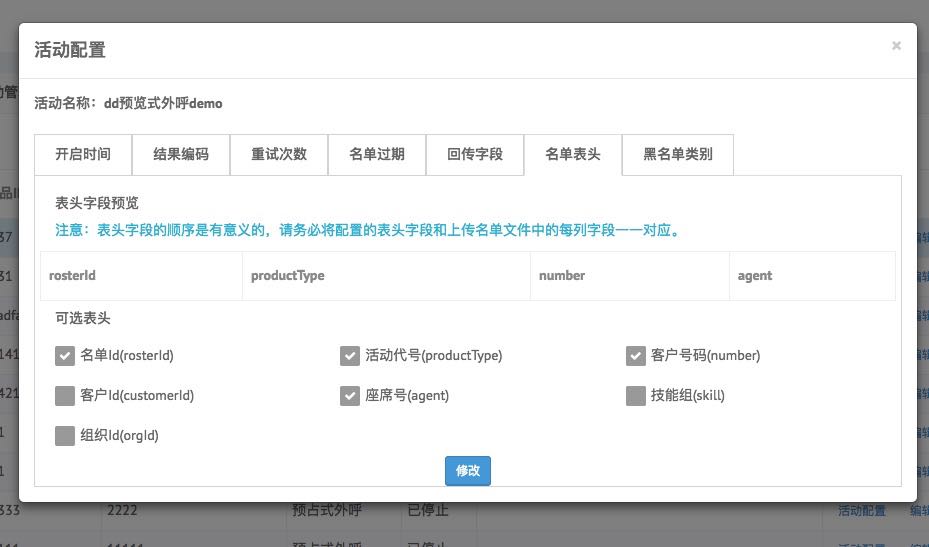 活动配置 ×
活动名称: dd预览式外呼demo
开启时间 结果编码 重试次数 名单过期 回传字段 名单表头 黑名单类别
表头字段预览
注意: 表头字段的顺序是有意义的, 请务必将配置的表头字段和上传名单文件中的每列字段一一对应。
rosterId productType number agent
可选表头
名单Id(rosterId) 活动代号(productType) 客户号码(number)
客户Id(customerId) 座席号(agent) 技能组(skill)
组织Id(orgId)
修改
333 2222 预占式外呼 已停止 活动配置 编辑